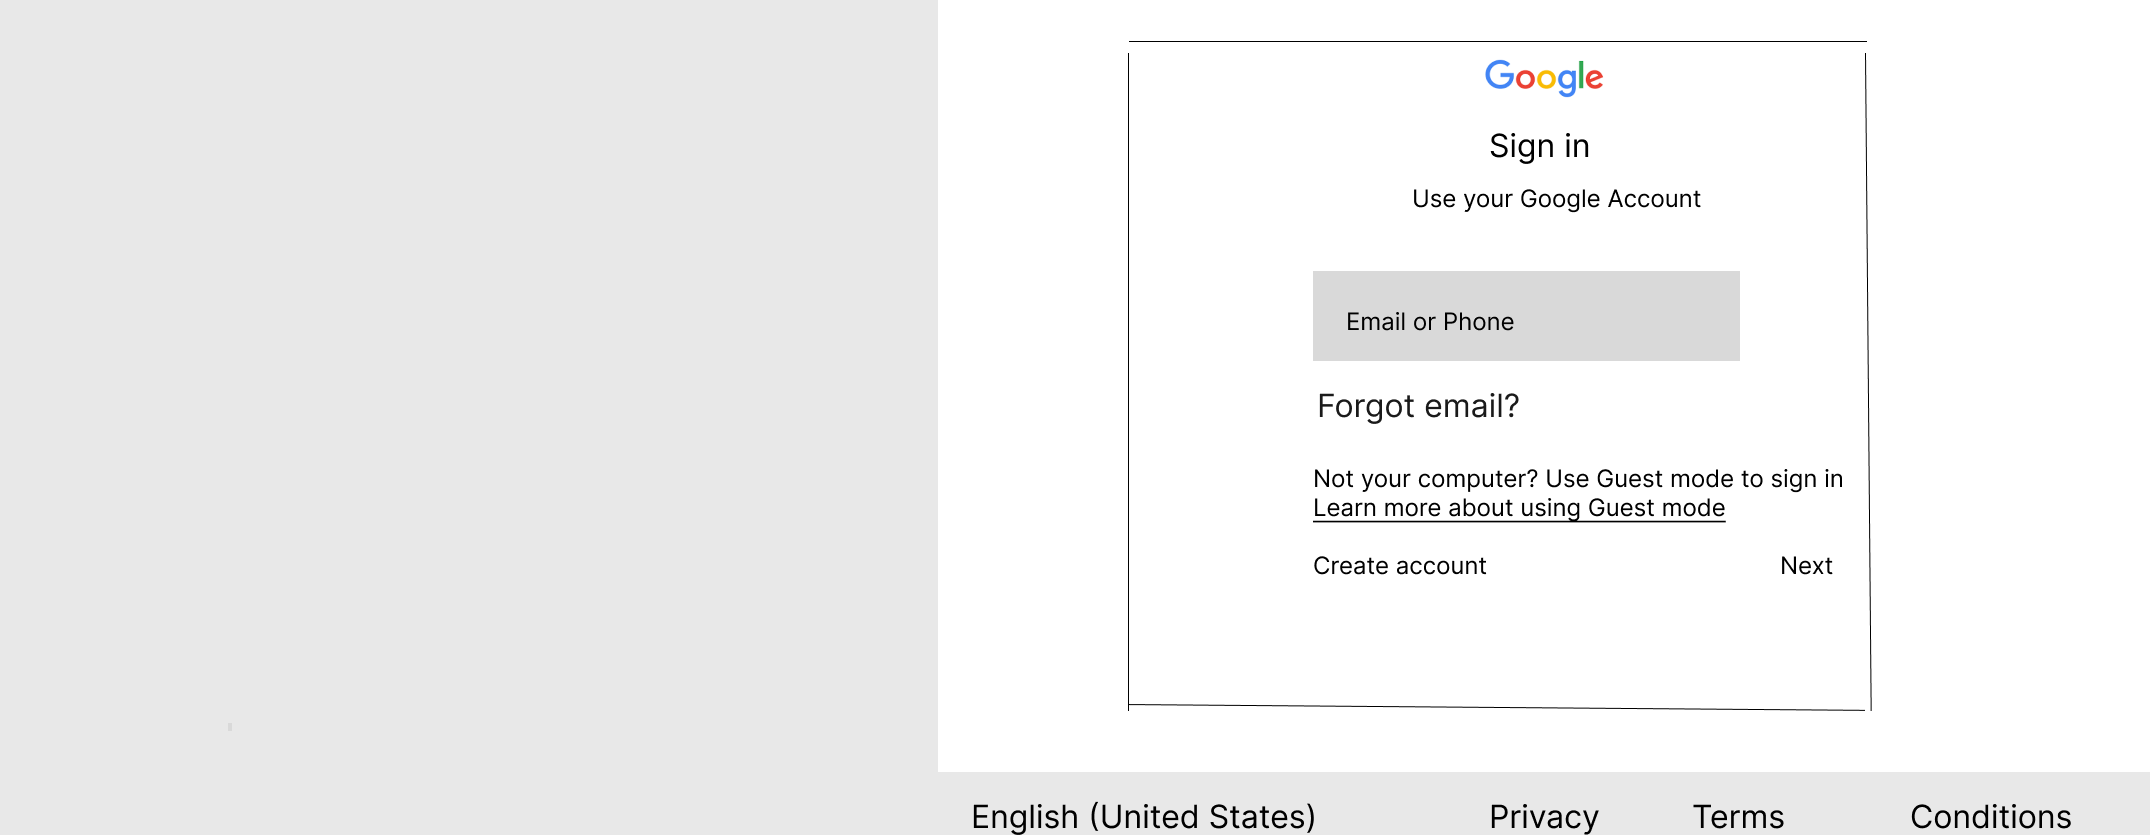 Google
Sign in
Use your Google Account
Email or Phone
Forgot email?
Not your computer? Use Guest mode to sign in
Learn more about using Guest mode
Create account Next
English (United States) Privacy Terms Conditions